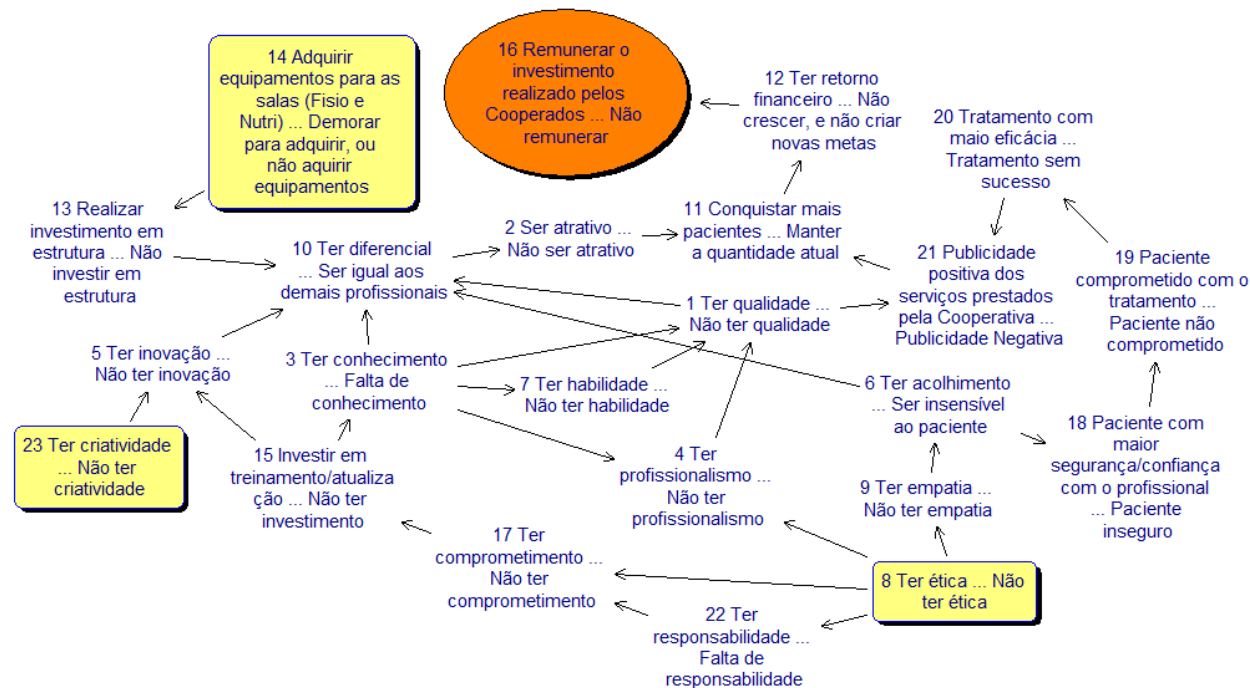 14 Adquirir
equipamentos para as
salas (Fisio e
Nutri) ... Demorar
para adquirir, ou
não aquirir
equipamentos
16 Remunerar o
investimento
realizado pelos
Cooperados ... Não
remunerar
12 Ter retorno
financeiro ... Não
crescer, e não criar
novas metas
20 Tratamento com
maio eficácia ...
Tratamento sem
sucesso
13 Realizar
investimento em
estrutura ... Não
investir em
estrutura
10 Ter diferencial
... Ser igual aos
demais profissionais
2 Ser atrativo ...
Não ser atrativo
11 Conquistar mais
pacientes ... Manter
a quantidade atual
21 Publicidade
positiva dos
serviços prestados
pela Cooperativa ...
Publicidade Negativa
19 Paciente
comprometido com o
tratamento ...
Paciente não
comprometido
1 Ter qualidade ...
Não ter qualidade
5 Ter inovação ...
Não ter inovação
3 Ter conhecimento
... Falta de
conhecimento
7 Ter habilidade ...
Não ter habilidade
6 Ter acolhimento
... Ser insensível
ao paciente
18 Paciente com
maior
segurança/confiança
com o profissional
... Paciente
inseguro
23 Ter criatividade
... Não ter
criatividade
15 Investir em
treinamento/atualiza
ção ... Não ter
investimento
4 Ter
profissionalismo ...
Não ter
profissionalismo
9 Ter empatia ...
Não ter empatia
17 Ter
comprometimento ...
Não ter
comprometimento
8 Ter ética ... Não
ter ética
22 Ter
responsabilidade ...
Falta de
responsabilidade